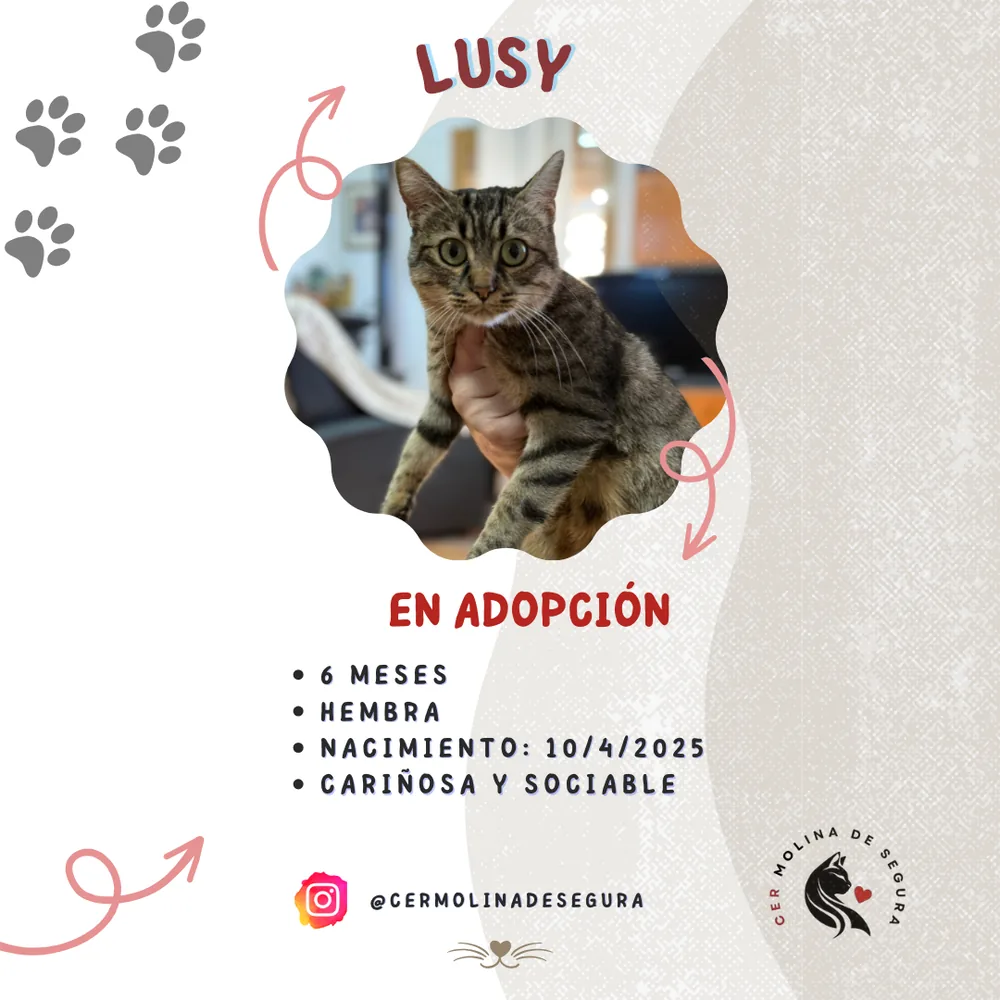 LUSY
EN ADOPCIÓN
• 6 MESES
• HEMBRA
• NACIMIENTO: 10/4/2025
• CARIÑOSA Y SOCIABLE
@CERMOLINADESEGURA
CER MOLINA DE SEGURA